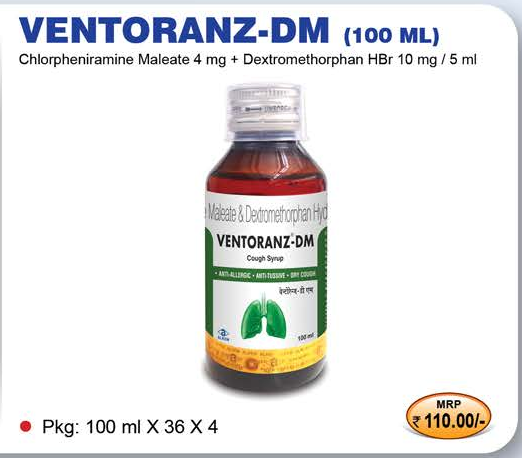 VENTORANZ-DM (100 ML)
Chlorpheniramine Maleate 4 mg + Dextromethorphan HBr 10 mg / 5 ml
Maleate & Dextromethorphan Hyd
VENTORANZ-DM
Cough Syrup
• ANTI-ALLERGIC • ANTI-TUSSIVE • DRY COUGH
वेन्टोरेन्ज-डी एम
100 ml
• Pkg: 100 ml X 36 X 4
MRP
₹ 110.00/-